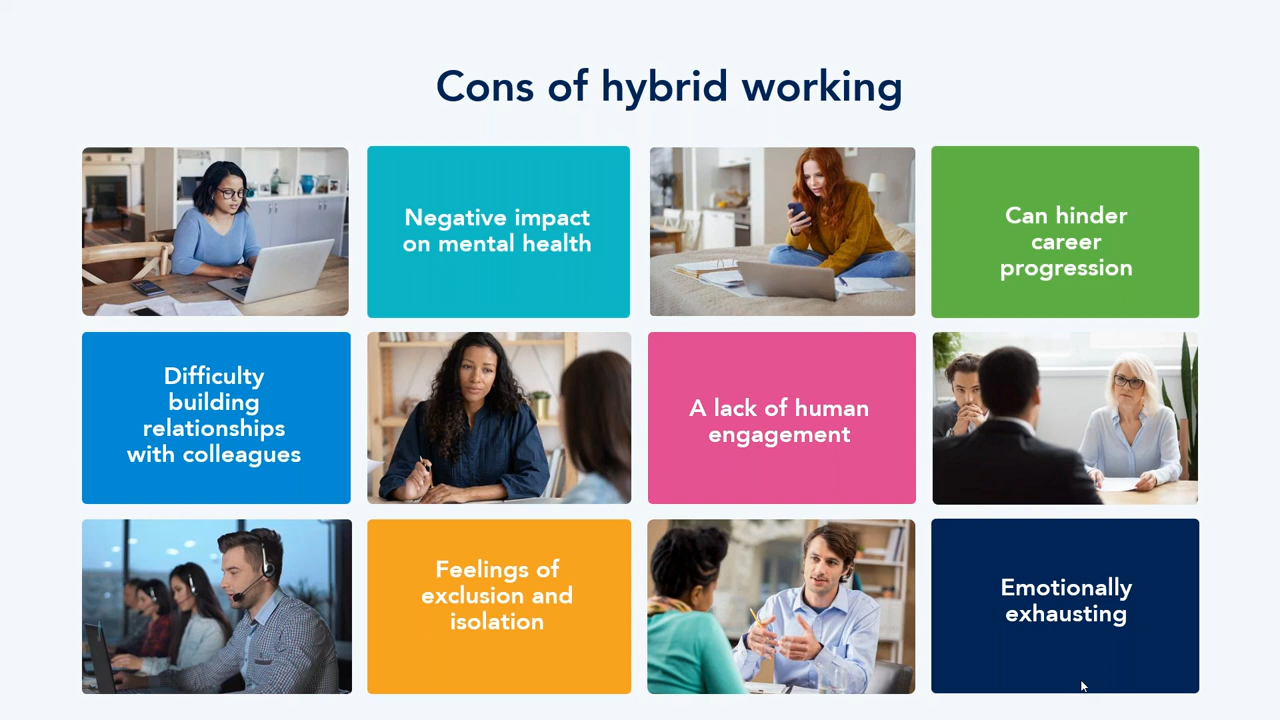 Cons of hybrid working
Negative impact
on mental health
Can hinder
career
progression
Difficulty
building
relationships
with colleagues
A lack of human
engagement
Feelings of
exclusion and
isolation
Emotionally
exhausting